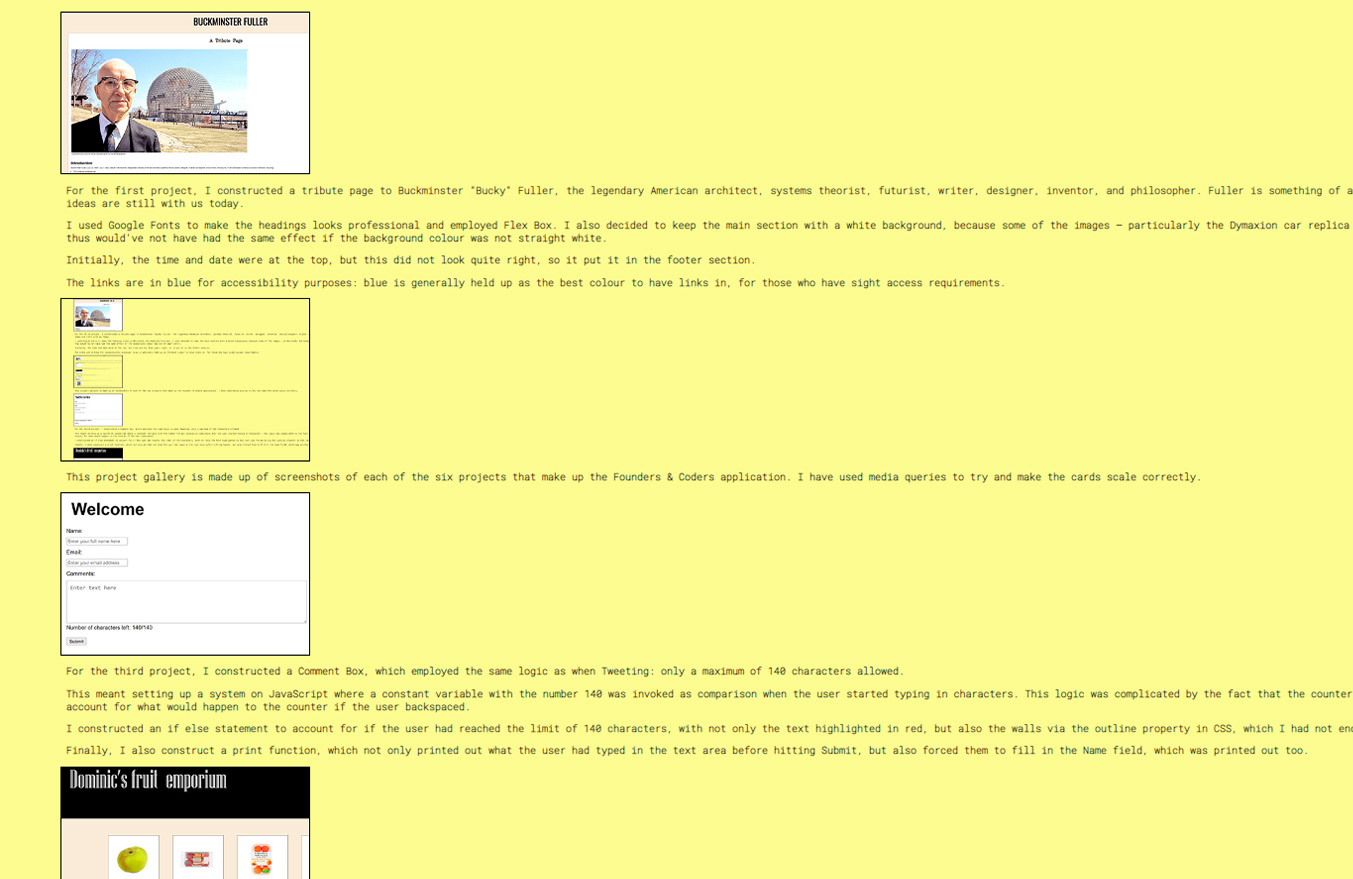 BUCKMINSTER FULLER
A Tribute Page
Introduction
For the first project, I constructed a tribute page to Buckminster "Bucky" Fuller, the legendary American architect, systems theorist, futurist, writer, designer, inventor, and philosopher. Fuller is something of a
ideas are still with us today.
I used Google Fonts to make the headings looks professional and employed Flex Box. I also decided to keep the main section with a white background, because some of the images – particularly the Dymaxion car replica
thus would've not have had the same effect if the background colour was not straight white.
Initially, the time and date were at the top, but this did not look quite right, so it put it in the footer section.
The links are in blue for accessibility purposes: blue is generally held up as the best colour to have links in, for those who have sight access requirements.
This project gallery is made up of screenshots of each of the six projects that make up the Founders & Coders application. I have used media queries to try and make the cards scale correctly.
Welcome
Name:
Enter your full name here
Email:
Enter your email address
Comments:
Enter text here
Number of characters left: 140/140
Submit
For the third project, I constructed a Comment Box, which employed the same logic as when Tweeting: only a maximum of 140 characters allowed.
This meant setting up a system on JavaScript where a constant variable with the number 140 was invoked as comparison when the user started typing in characters. This logic was complicated by the fact that the counter
account for what would happen to the counter if the user backspaced.
I constructed an if else statement to account for if the user had reached the limit of 140 characters, with not only the text highlighted in red, but also the walls via the outline property in CSS, which I had not
Finally, I also construct a print function, which not only printed out what the user had typed in the text area before hitting Submit, but also forced them to fill in the Name field, which was printed out too.
Dominic's fruit emporium